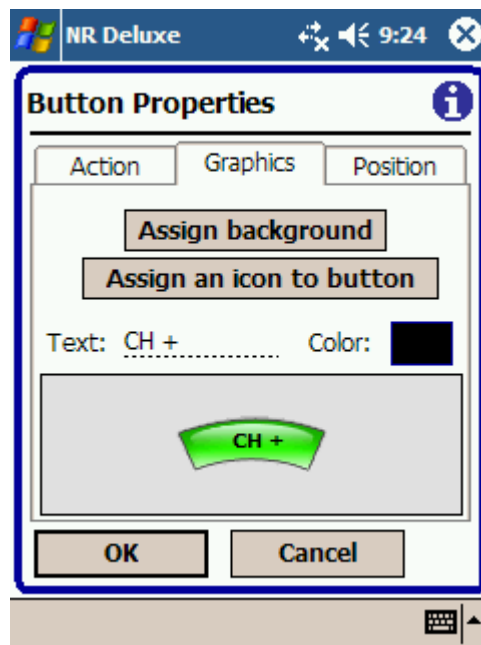 NR Deluxe 9:24
Button Properties
Action Graphics Position
Assign background
Assign an icon to button
Text: CH + Color:
CH +
OK Cancel